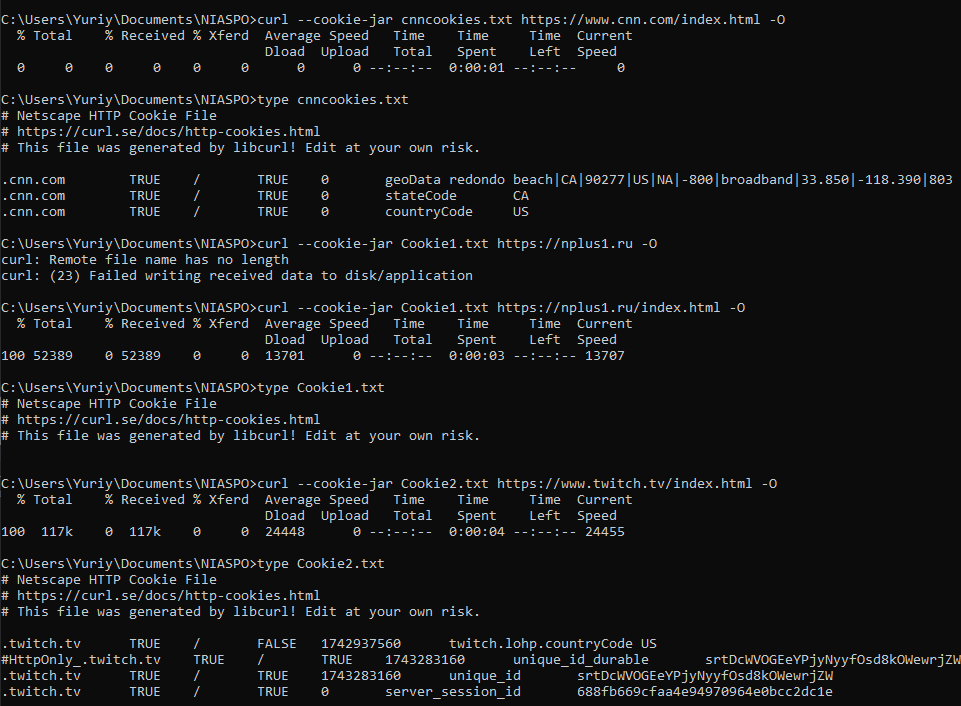 C:\Users\Yuriy\Documents\NIASPO>curl --cookie-jar cnncookies.txt https://www.cnn.com/index.html -O
% Total % Received % Xferd Average Speed Time Time Time Current
Dload Upload Total Spent Left Speed
0 0 0 0 0 0 0 0 --:--:-- 0:00:01 --:--:-- 0
C:\Users\Yuriy\Documents\NIASPO>type cnncookies.txt
# Netscape HTTP Cookie File
# https://curl.se/docs/http-cookies.html
# This file was generated by libcurl! Edit at your own risk.
.cnn.com TRUE / TRUE 0 geoData redondo beach|CA|90277|US|NA|-800|broadband|33.850|-118.390|803
.cnn.com TRUE / TRUE 0 stateCode CA
.cnn.com TRUE / TRUE 0 countryCode US
C:\Users\Yuriy\Documents\NIASPO>curl --cookie-jar Cookie1.txt https://nplus1.ru -O
curl: Remote file name has no length
curl: (23) Failed writing received data to disk/application
C:\Users\Yuriy\Documents\NIASPO>curl --cookie-jar Cookie1.txt https://nplus1.ru/index.html -O
% Total % Received % Xferd Average Speed Time Time Time Current
Dload Upload Total Spent Left Speed
100 52389 0 52389 0 0 13701 0 --:--:-- 0:00:03 --:--:-- 13707
C:\Users\Yuriy\Documents\NIASPO>type Cookie1.txt
# Netscape HTTP Cookie File
# https://curl.se/docs/http-cookies.html
# This file was generated by libcurl! Edit at your own risk.
C:\Users\Yuriy\Documents\NIASPO>curl --cookie-jar Cookie2.txt https://www.twitch.tv/index.html -O
% Total % Received % Xferd Average Speed Time Time Time Current
Dload Upload Total Spent Left Speed
100 117k 0 117k 0 0 24448 0 --:--:-- 0:00:04 --:--:-- 24455
C:\Users\Yuriy\Documents\NIASPO>type Cookie2.txt
# Netscape HTTP Cookie File
# https://curl.se/docs/http-cookies.html
# This file was generated by libcurl! Edit at your own risk.
.twitch.tv TRUE / FALSE 1742937560 twitch.lohp.countryCode US
#HttpOnly_.twitch.tv TRUE / TRUE 1743283160 unique_id_durable srtDcWVOGEeYPjyNyyfOsd8kOWewrjZW
.twitch.tv TRUE / TRUE 1743283160 unique_id srtDcWVOGEeYPjyNyyfOsd8kOWewrjZW
.twitch.tv TRUE / TRUE 0 server_session_id 688fb669cfaa4e94970964e0bcc2dc1e